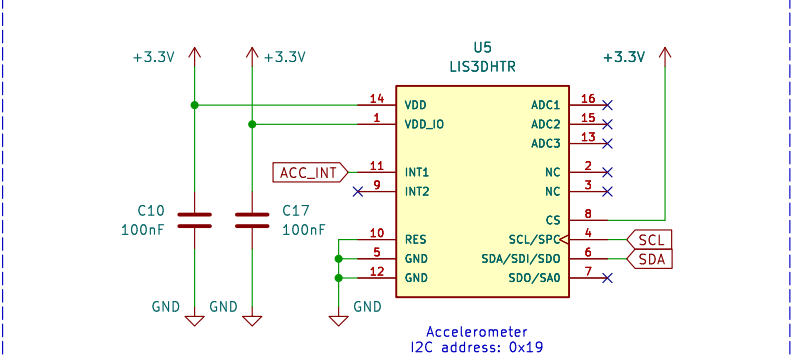 U5
LIS3DHTR
+3.3V
+3.3V
+3.3V
14 VDD
1 VDD_IO
ACC_INT 11 INT1
9 INT2
10 RES
5 GND
12 GND
ADC1 16
ADC2 15
ADC3 13
NC 2
NC 3
CS 8
SCL/SPC 4 SCL
SDA/SDI/SDO 6 SDA
SDO/SA0 7
C10
100nF
C17
100nF
GND
GND
GND
Accelerometer
I2C address: 0x19